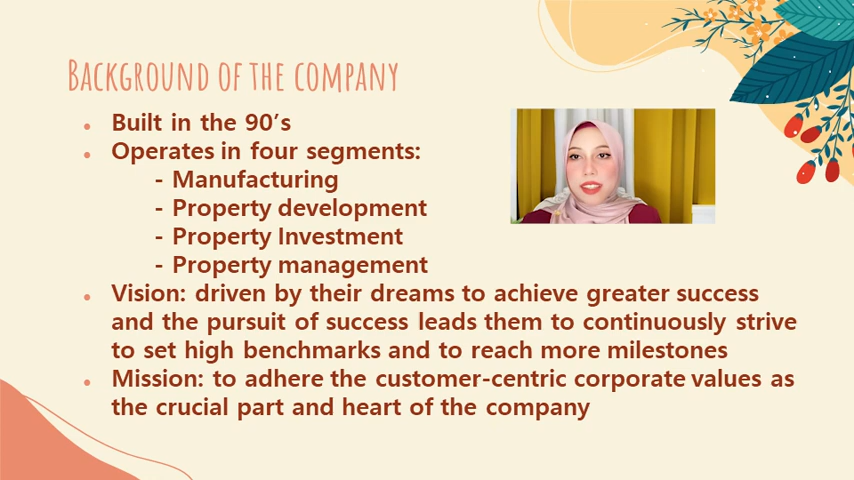 Background of the company
• Built in the 90's
• Operates in four segments:
- Manufacturing
- Property development
- Property Investment
- Property management
• Vision: driven by their dreams to achieve greater success
and the pursuit of success leads them to continuously strive
to set high benchmarks and to reach more milestones
• Mission: to adhere the customer-centric corporate values as
the crucial part and heart of the company